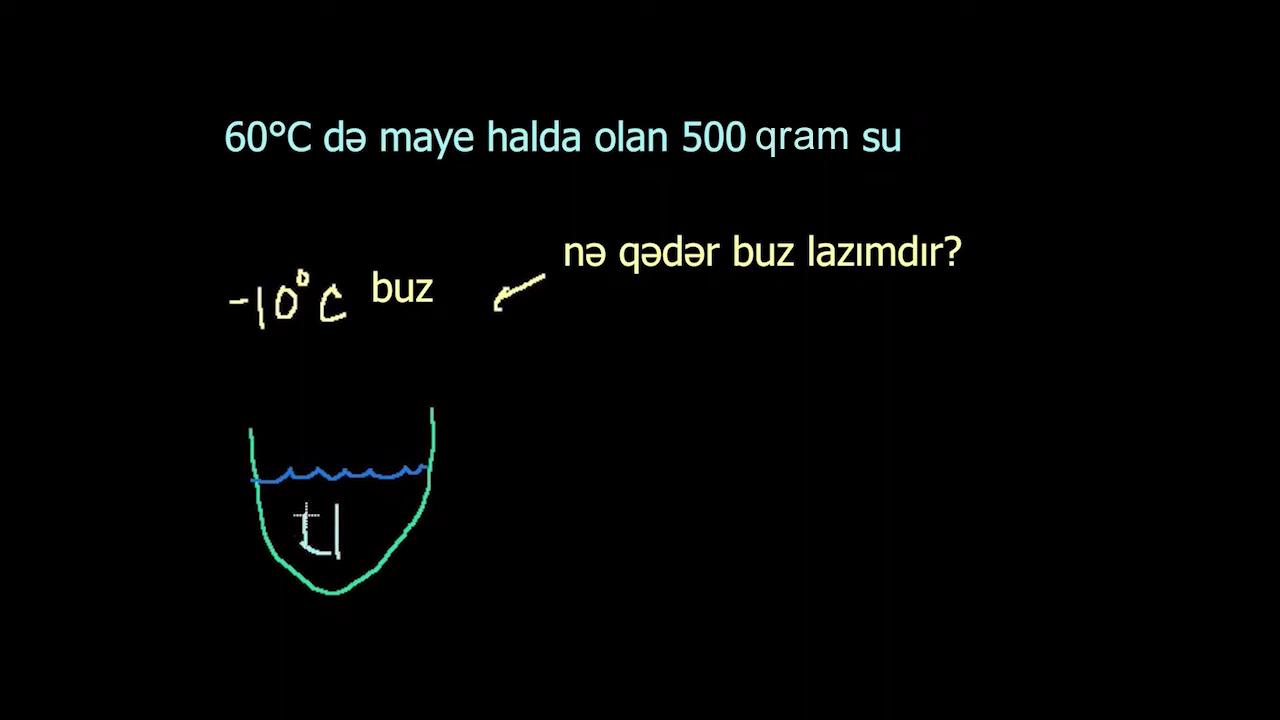 60°C də maye halda olan 500 qram su
nə qədər buz lazımdır?
-10°C buz